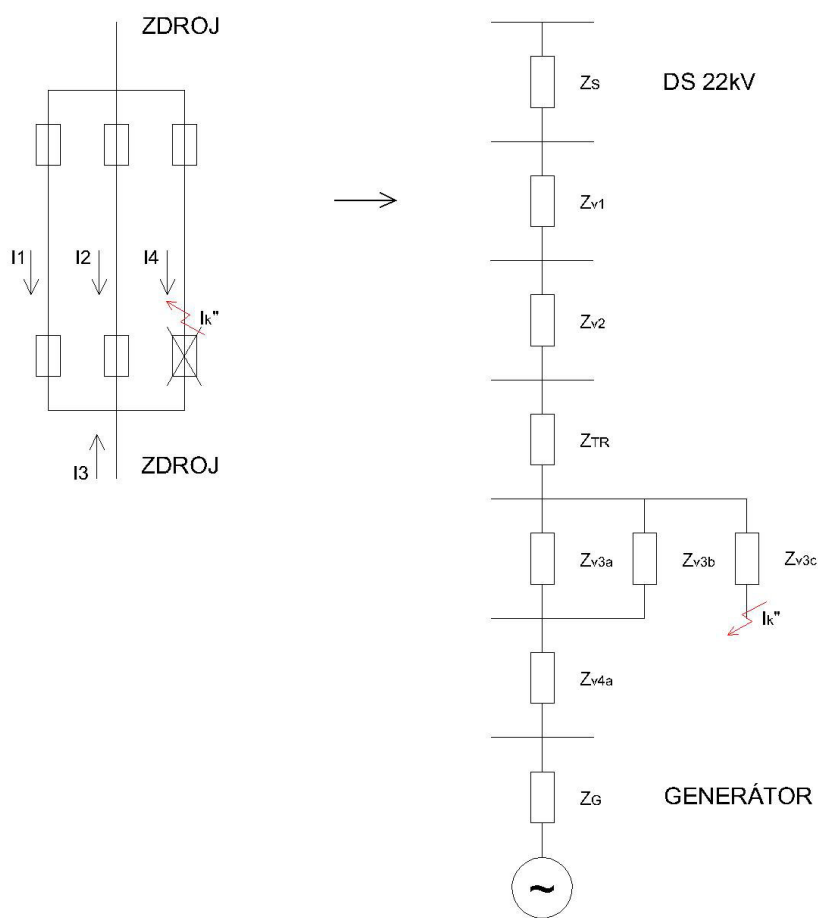 ZDROJ
I1
I2
I4
Ik"
I3
ZDROJ
ZS
DS 22kV
Zv1
Zv2
ZTR
Zv3a
Zv3b
Zv3c
Ik"
Zv4a
ZG
GENERÁTOR
~